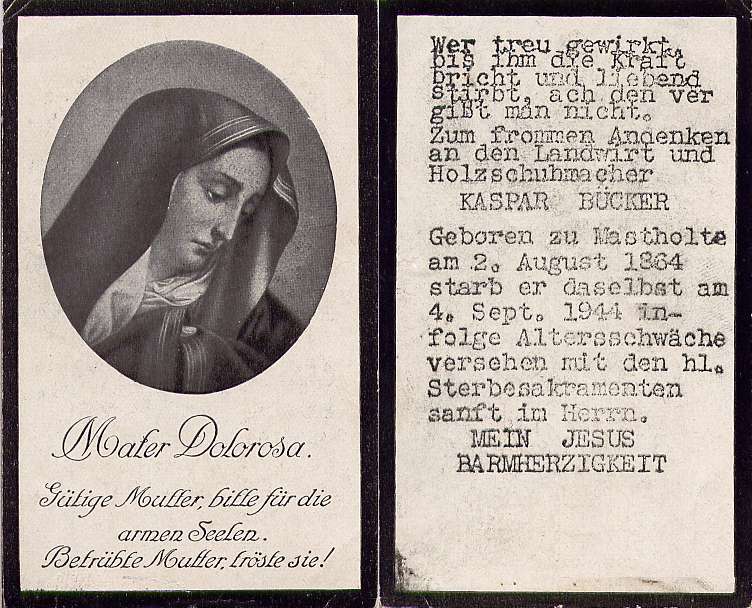 Mater Dolorosa.
Gütige Mutter, bitte für die
armen Seelen.
Betrübte Mutter, tröste sie!
Wer treu gewirkt,
bis ihm die Kraft
bricht und liebend
stirbt, ach den ver
gißt man nicht.
Zum frommen Andenken
an den Landwirt und
Holzschuhmacher
KASPAR BÜCKER
Geboren zu Mastholte
am 2. August 1864
starb er daselbst am
4. Sept. 1944 in-
folge Altersschwäche
versehen mit den hl.
Sterbesakramenten
sanft im Herrn.
MEIN JESUS
BARMHERZIGKEIT